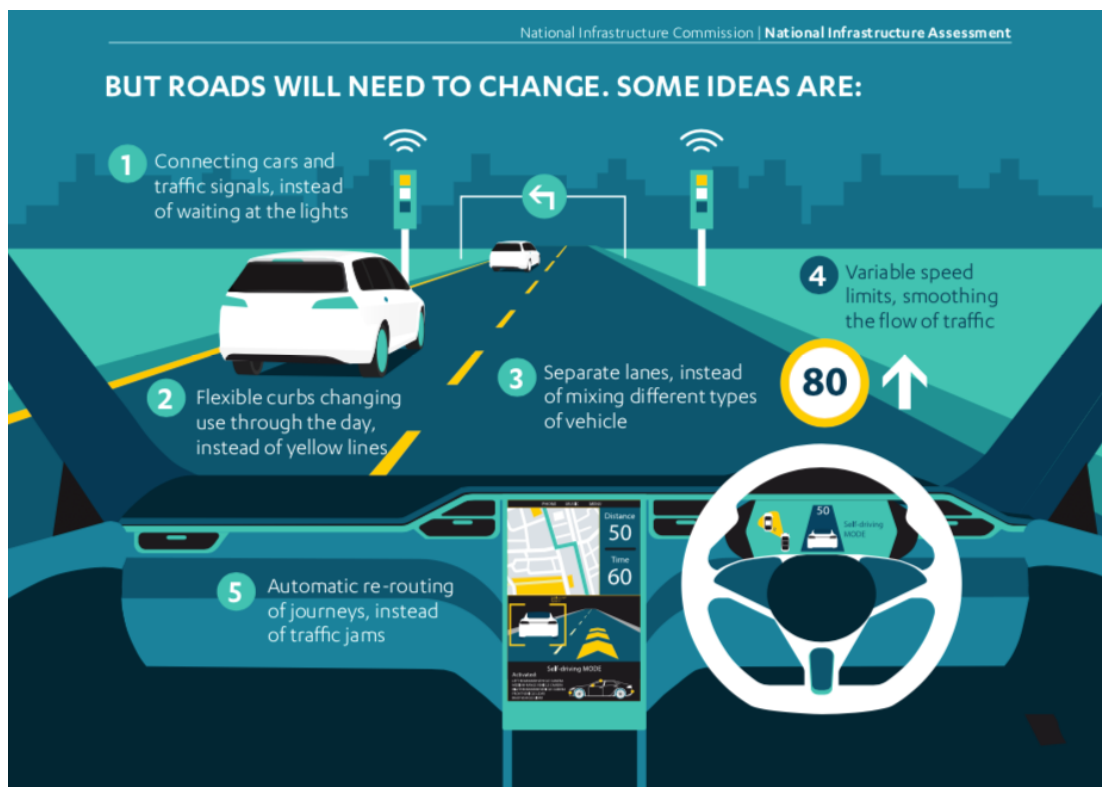 National Infrastructure Commission | National Infrastructure Assessment
BUT ROADS WILL NEED TO CHANGE. SOME IDEAS ARE:
1
Connecting cars and
traffic signals, instead
of waiting at the lights
4
Variable speed
limits, smoothing
the flow of traffic
80
2
Flexible curbs changing
use through the day,
instead of yellow lines
3
Separate lanes, instead
of mixing different types
of vehicle
5
Automatic re-routing
of journeys, instead
of traffic jams
Distance
50
Time
60
Self-driving MODE
Activated
50
Self-driving
MODE